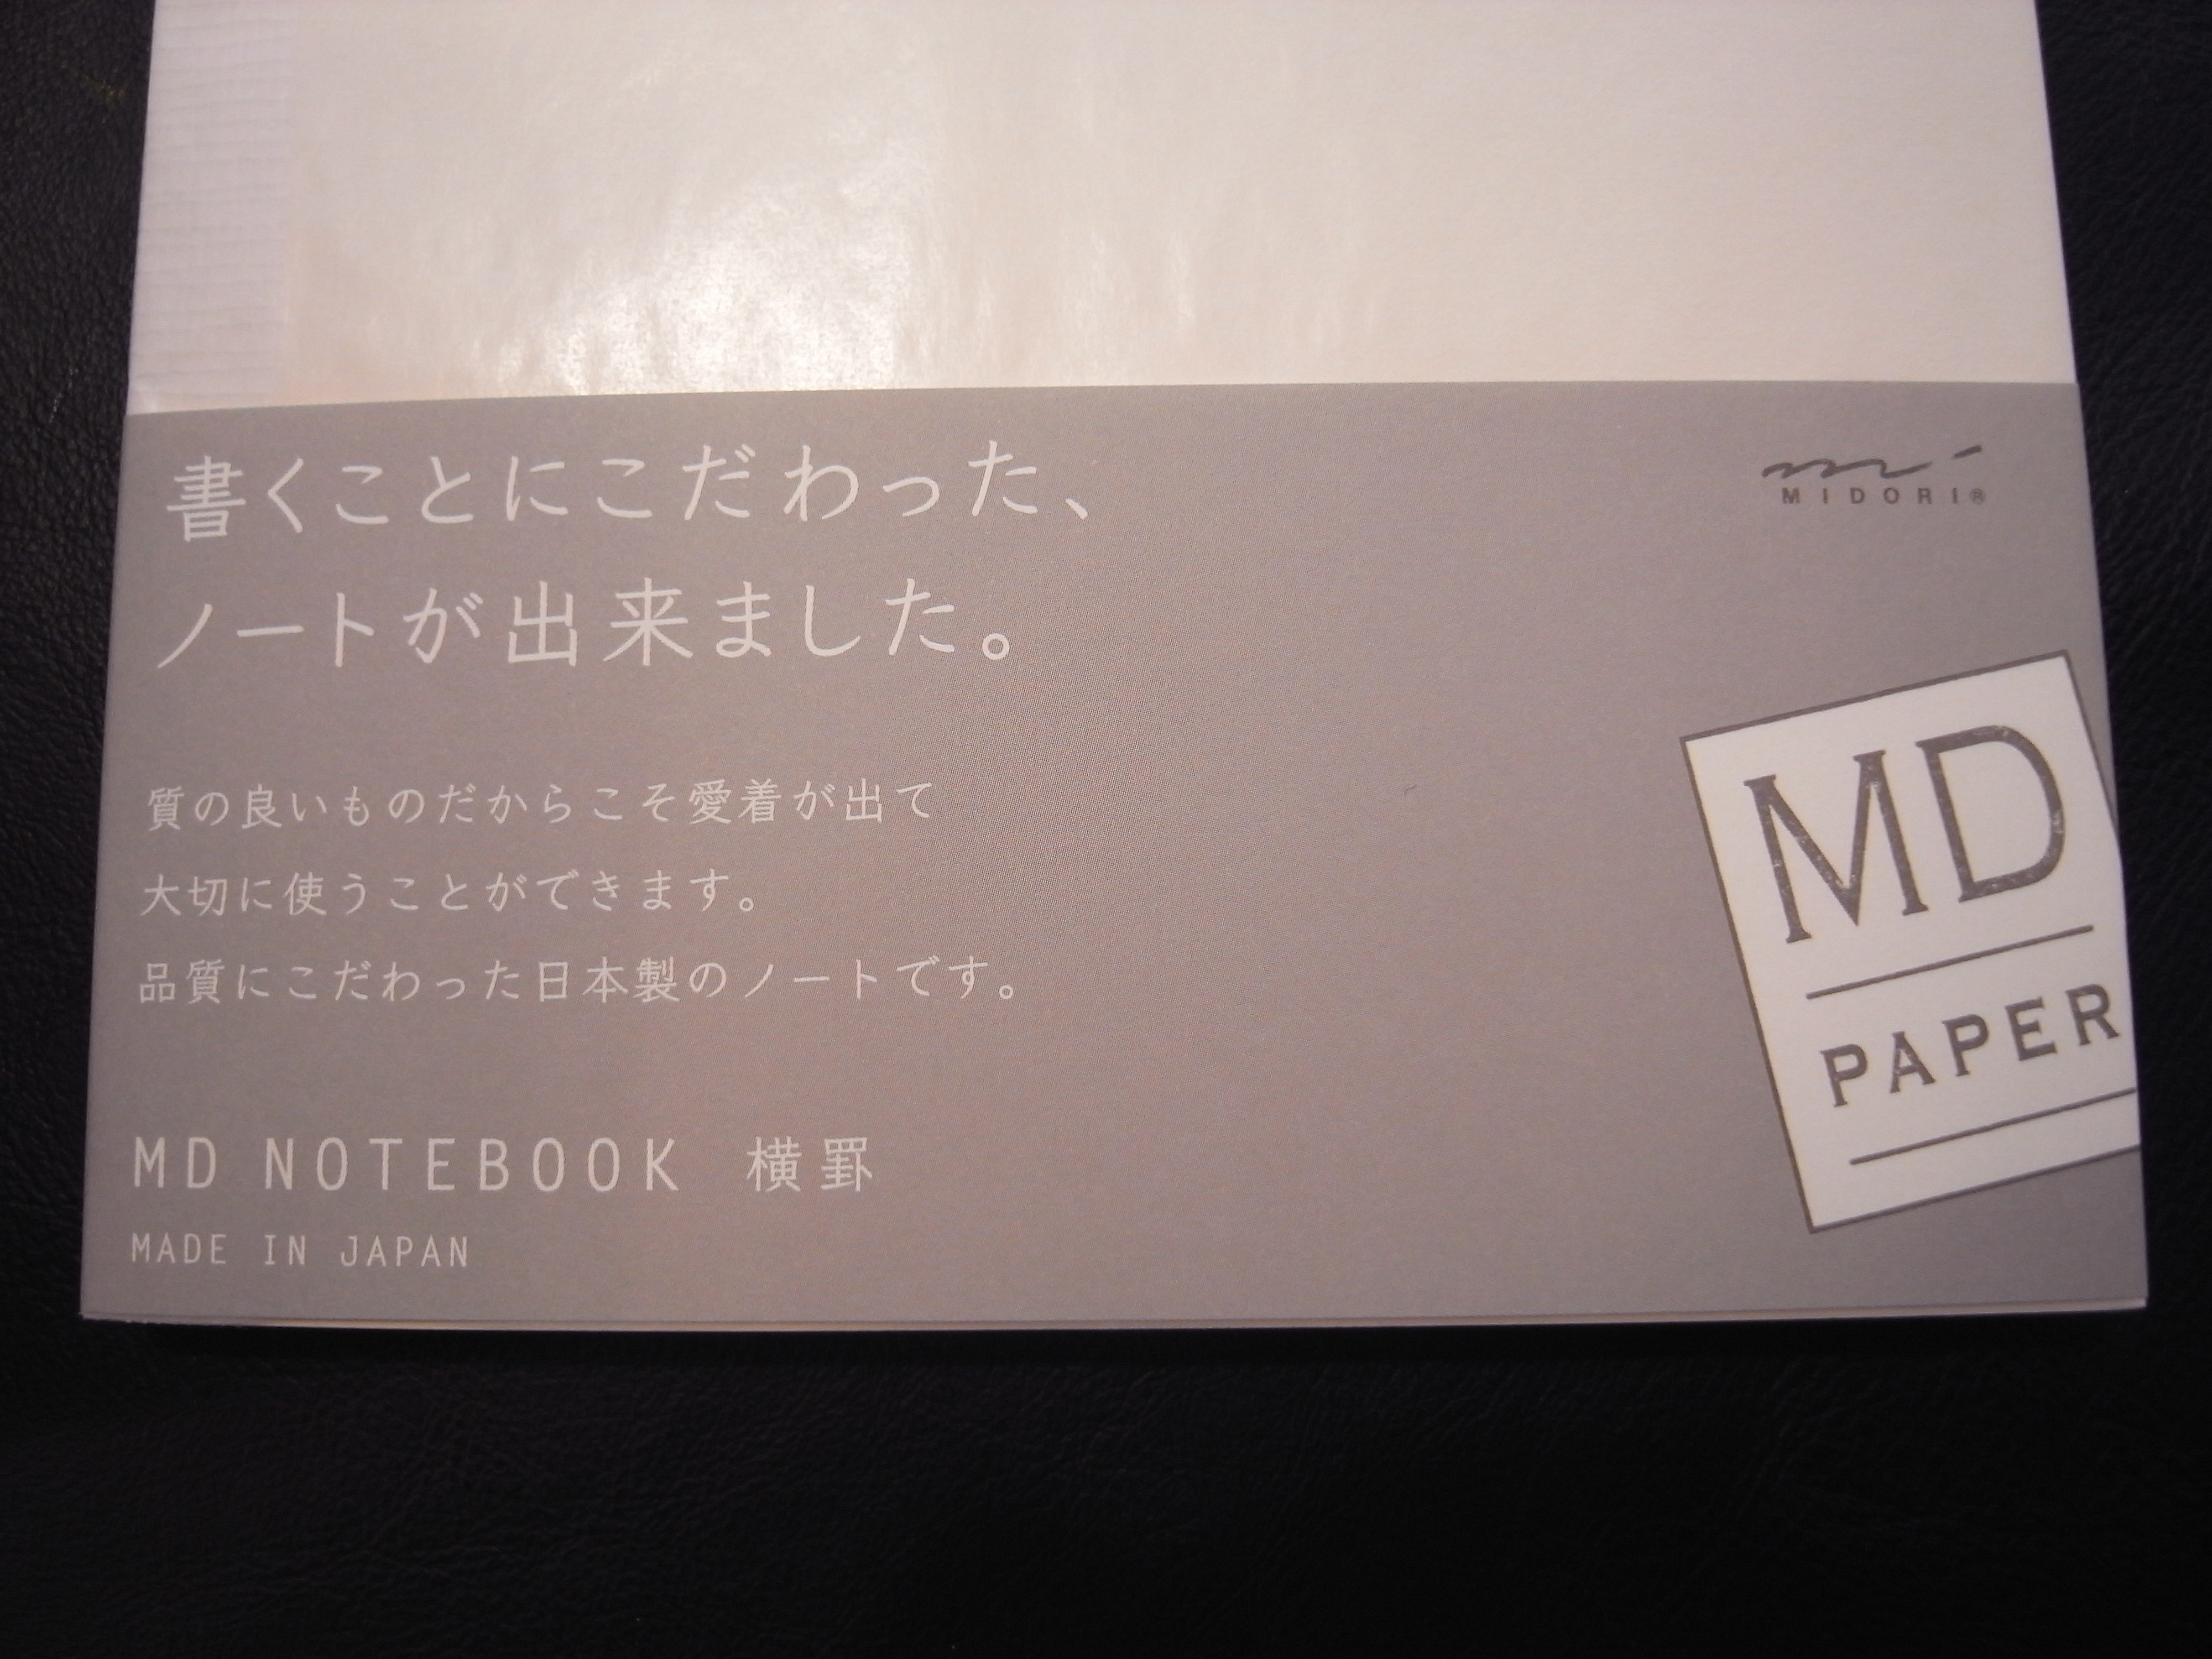 書くことにこだわった、
ノートが出来ました。
質の良いものだからこそ愛着が出て
大切に使うことができます。
品質にこだわった日本製のノートです。
MD NOTEBOOK 横罫
MADE IN JAPAN
MIDORI®
MD
PAPER